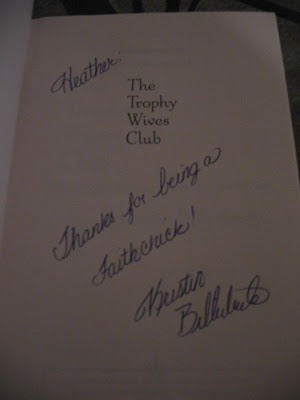 Heather:
The
Trophy
Wives
Club
Thanks for being a
Faithchick!
Kristin
Billerbeck